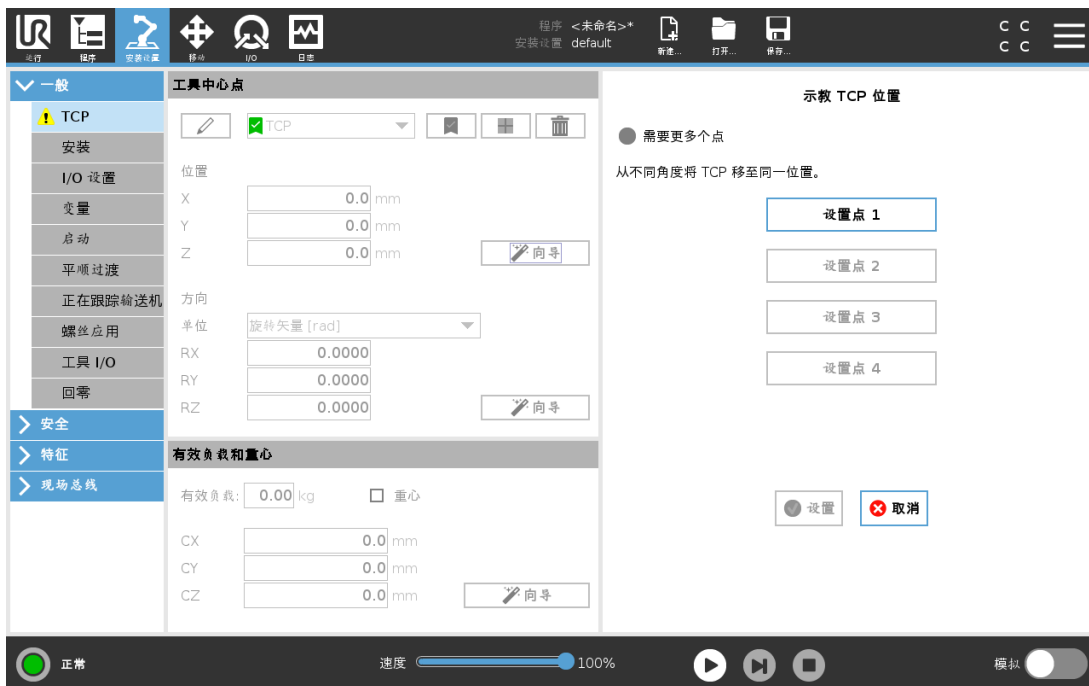 UR
运行
程序
安装设置
移动
I/O
日志
程序 <未命名>*
安装设置 default
新建...
打开...
保存...
C C
C C
一般
TCP
安装
I/O 设置
变量
启动
平顺过渡
正在跟踪输送机
螺丝应用
工具 I/O
回零
安全
特征
现场总线
工具中心点
TCP
位置
X 0.0 mm
Y 0.0 mm
Z 0.0 mm 向导
方向
单位 旋转矢量 [rad]
RX 0.0000
RY 0.0000
RZ 0.0000 向导
有效负载和重心
有效负载: 0.00 kg 重心
CX 0.0 mm
CY 0.0 mm
CZ 0.0 mm 向导
示教 TCP 位置
需要更多个点
从不同角度将 TCP 移至同一位置。
设置点 1
设置点 2
设置点 3
设置点 4
设置 取消
正常
速度 100%
模拟